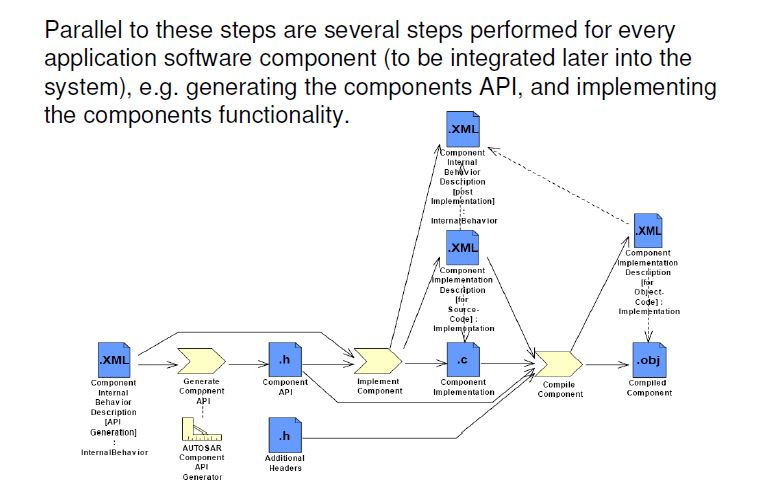 Parallel to these steps are several steps performed for every
application software component (to be integrated later into the
system), e.g. generating the components API, and implementing
the components functionality.
.XML
Component
Internal
Behavior
Description
[post
Implementation]
:
InternalBehavior
.XML
Component
Implementation
Description
[for
Source-
Code] :
Implementation
.XML
Component
Implementation
Description
[for
Object-
Code] :
Implementation
.XML
Component
Internal
Behavior
Description
[API
Generation]
:
InternalBehavior
Generate
Component
API
AUTOSAR
Component
API
Generator
.h
Component
API
.h
Additional
Headers
Implement
Component
.c
Component
Implementation
Compile
Component
.obj
Compiled
Component